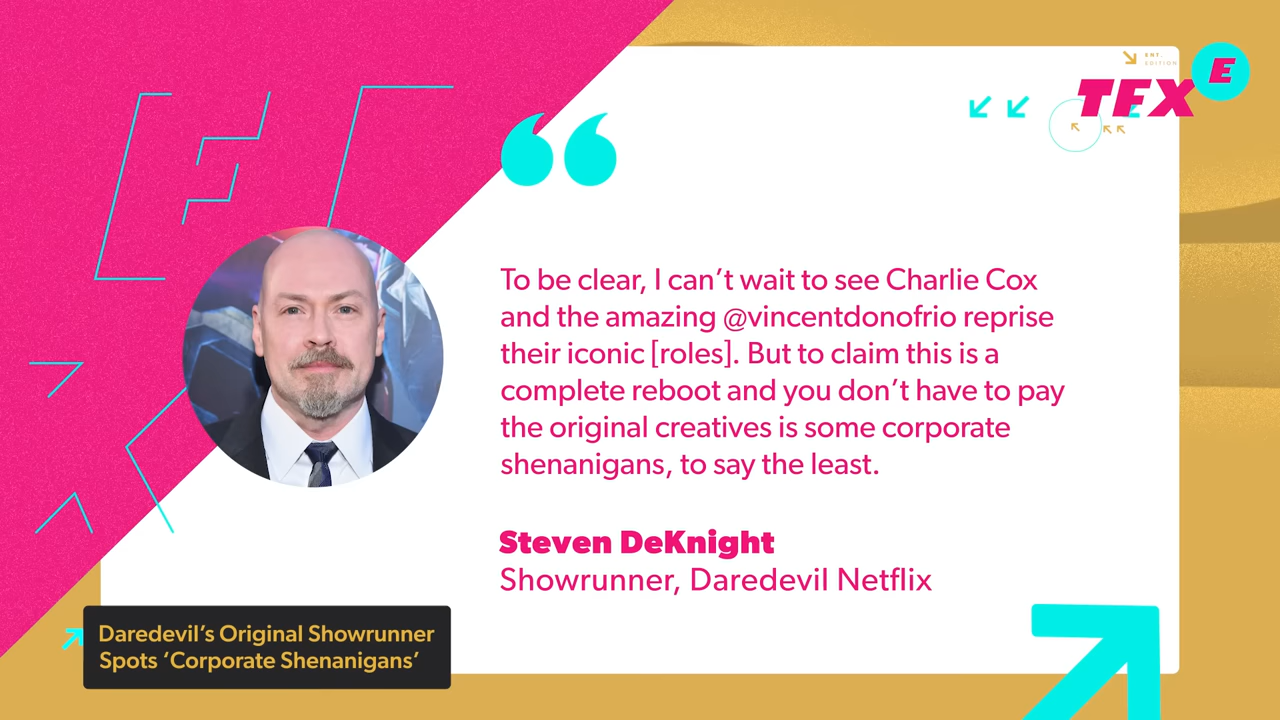 ENT.
EDITION
TFX
E
To be clear, I can’t wait to see Charlie Cox
and the amazing @vincentdonofrio reprise
their iconic [roles]. But to claim this is a
complete reboot and you don’t have to pay
the original creatives is some corporate
shenanigans, to say the least.
Steven DeKnight
Showrunner, Daredevil Netflix
Daredevil’s Original Showrunner
Spots ‘Corporate Shenanigans’